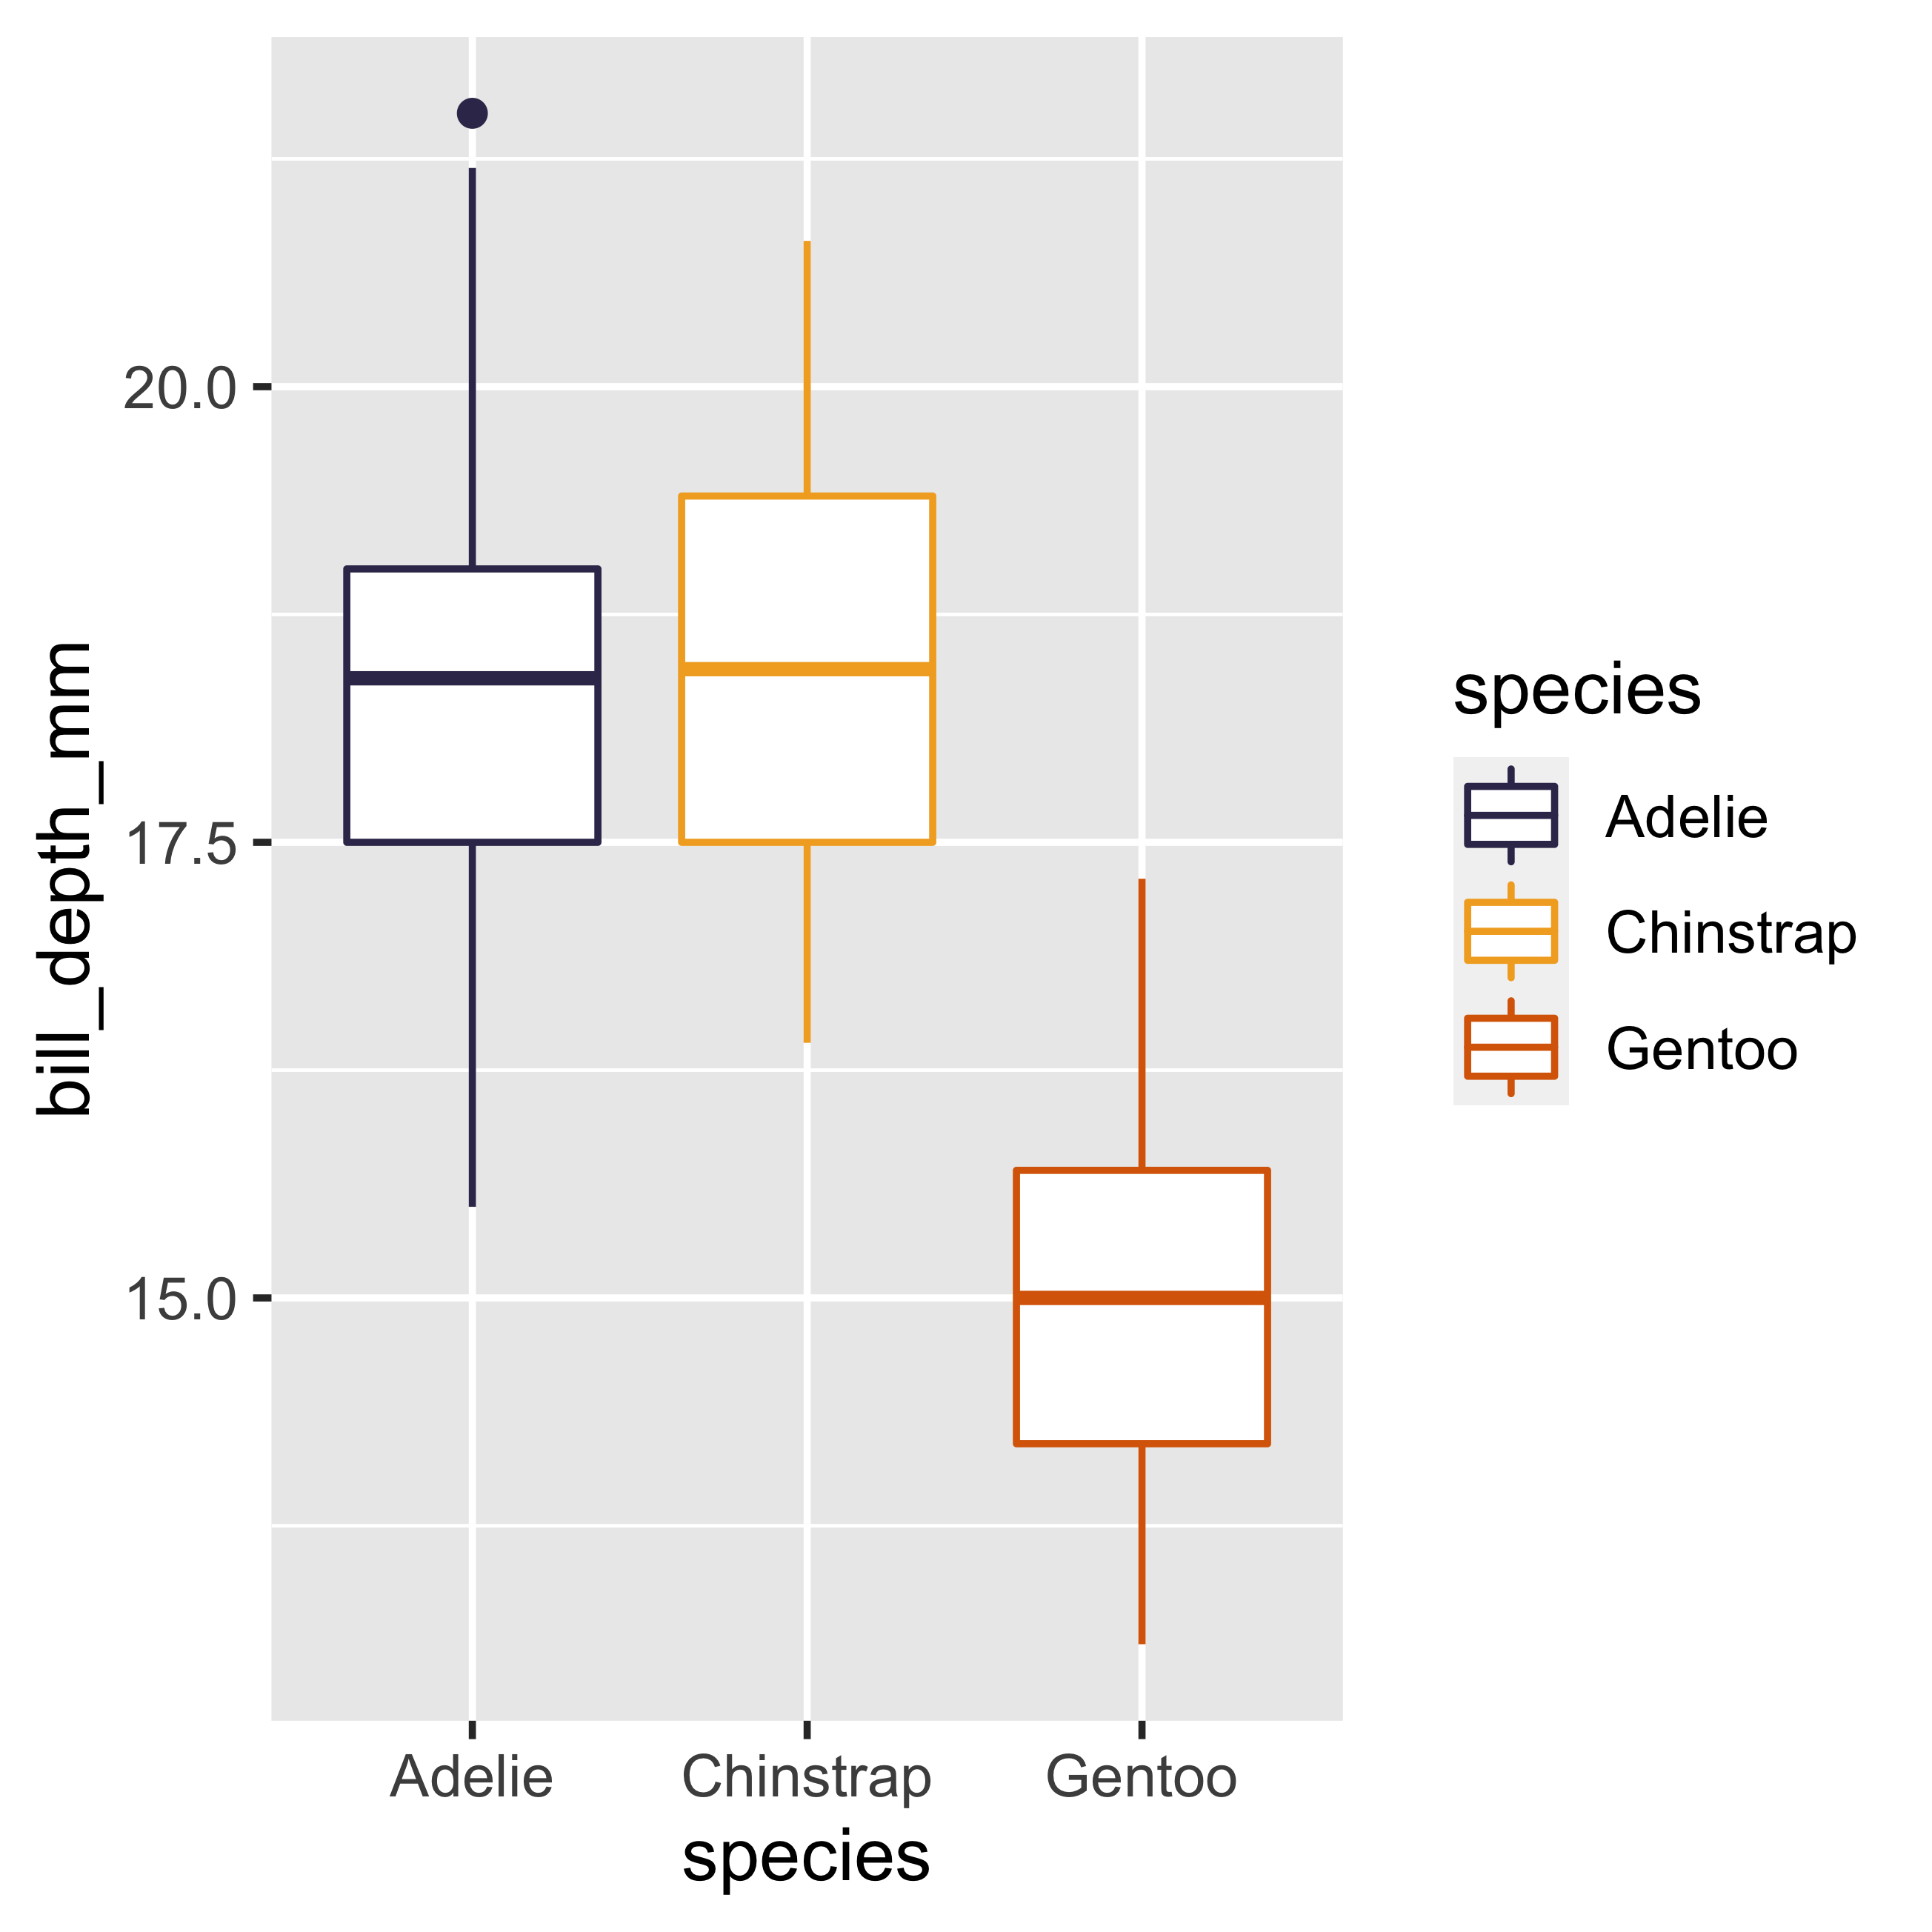 bill_depth_mm
20.0
17.5
15.0
Adelie
Chinstrap
Gentoo
species
species
Adelie
Chinstrap
Gentoo